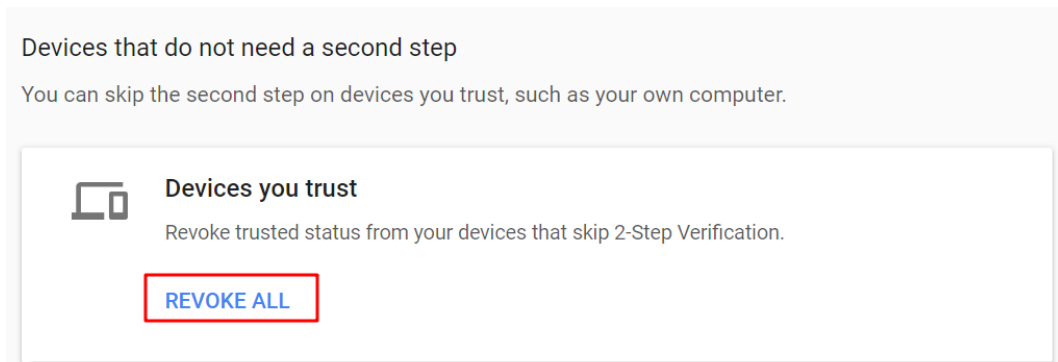 Devices that do not need a second step
You can skip the second step on devices you trust, such as your own computer.
Devices you trust
Revoke trusted status from your devices that skip 2-Step Verification.
REVOKE ALL